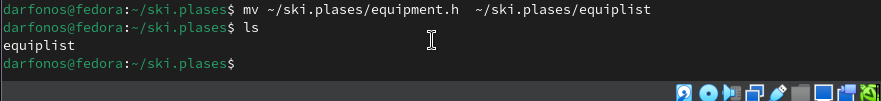 darfonos@fedora:~/ski.plases$ mv ~/ski.plases/equipment.h  ~/ski.plases/equiplist
darfonos@fedora:~/ski.plases$ ls
equiplist
darfonos@fedora:~/ski.plases$